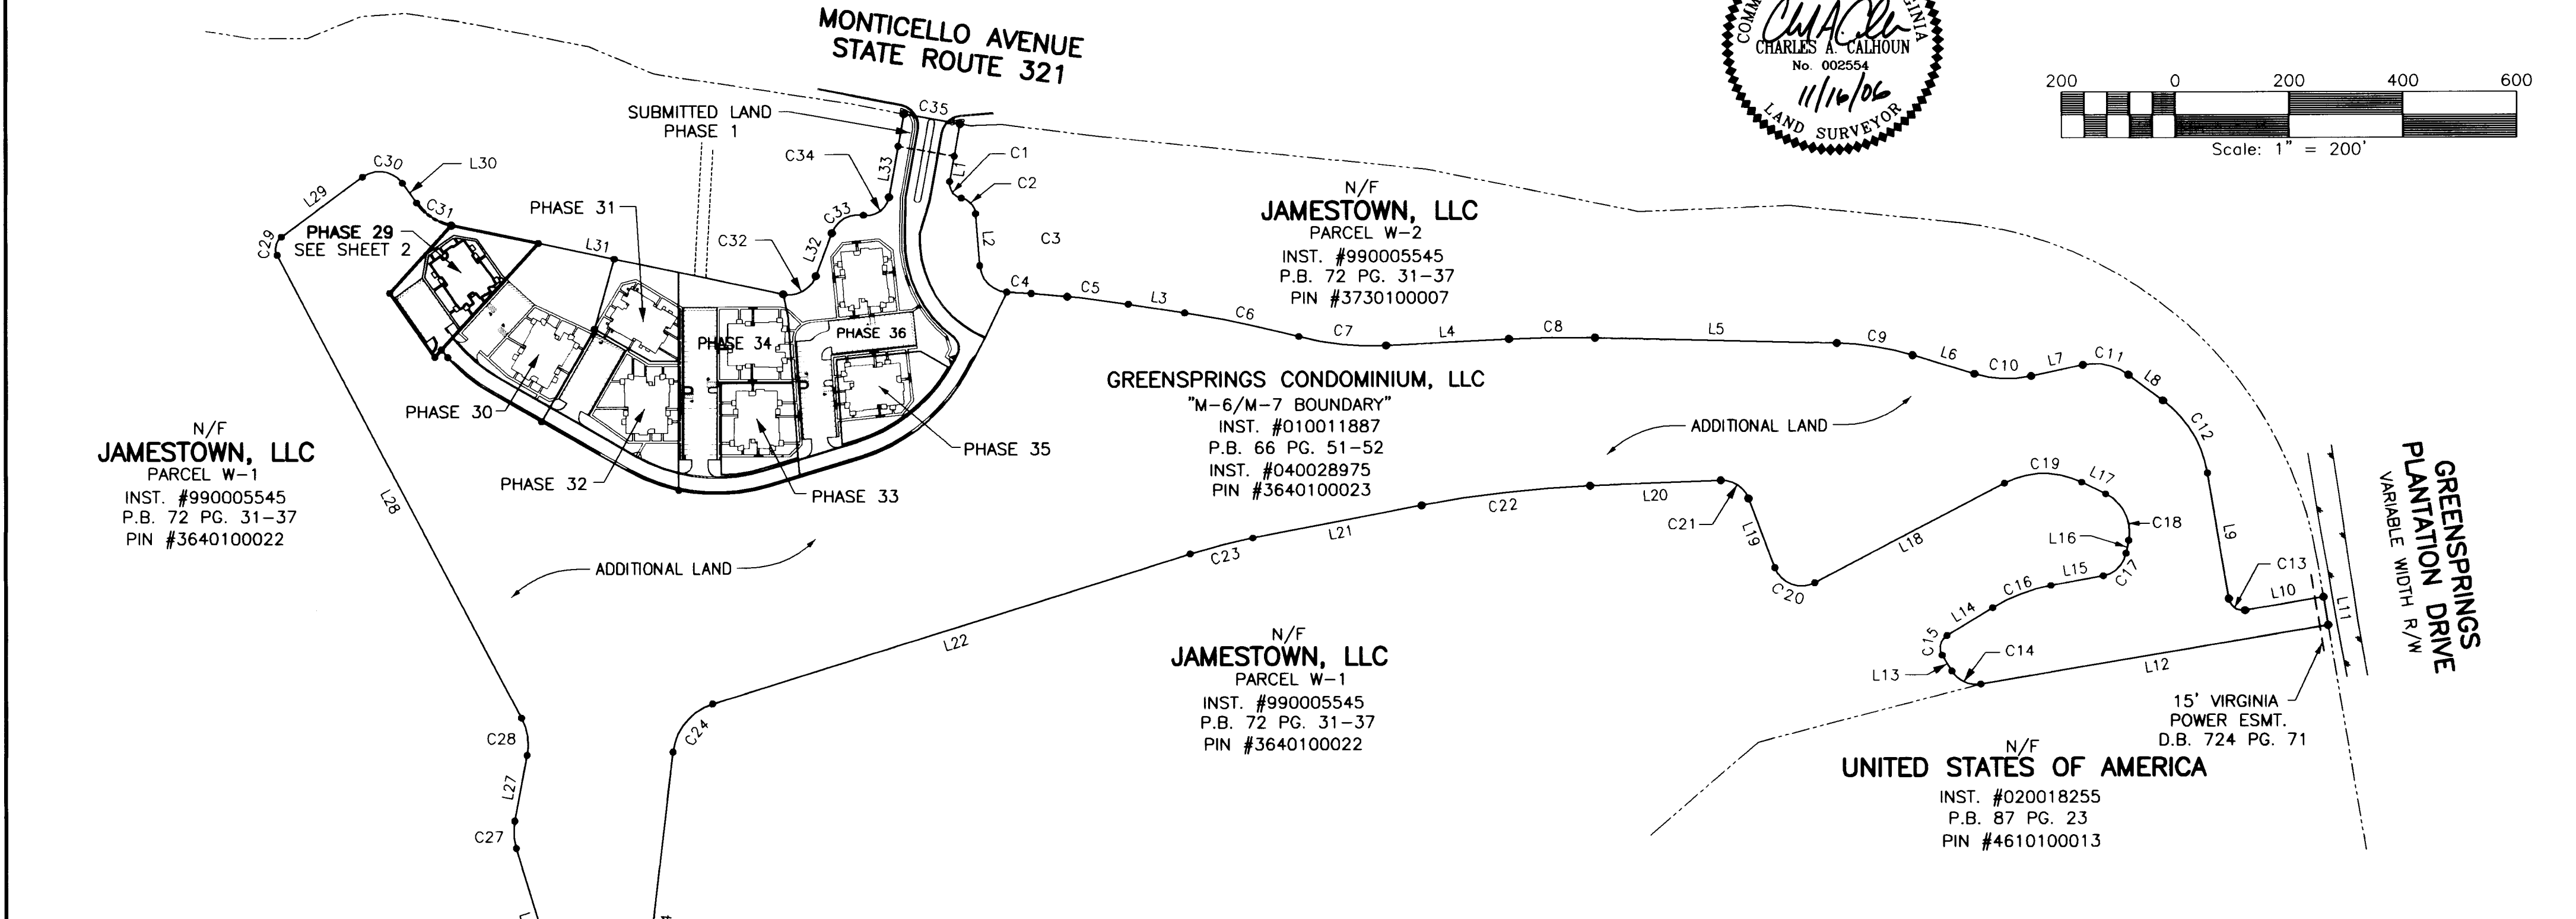 MONTICELLO AVENUE
STATE ROUTE 321
CHARLES A. CALHOUN
No. 002554
11/16/06
LAND SURVEYOR
200 0 200 400 600
Scale: 1" = 200'
SUBMITTED LAND
PHASE 1
C35
C34
L33
L1
C1
C2
C30
L30
L29
C31
C29
PHASE 29
SEE SHEET 2
PHASE 31
L31
C32
L32
C33
L2
C3
C4
C5
L3
C6
C7
L4
C8
L5
C9
L6
C10
L7
C11
L8
C12
L9
C13
L10
L11
N/F
JAMESTOWN, LLC
PARCEL W-2
INST. #990005545
P.B. 72 PG. 31-37
PIN #3730100007
PHASE 34
PHASE 36
PHASE 30
PHASE 32
PHASE 33
PHASE 35
GREENSPRINGS CONDOMINIUM, LLC
"M-6/M-7 BOUNDARY"
INST. #010011887
P.B. 66 PG. 51-52
INST. #040028975
PIN #3640100023
ADDITIONAL LAND
N/F
JAMESTOWN, LLC
PARCEL W-1
INST. #990005545
P.B. 72 PG. 31-37
PIN #3640100022
L28
ADDITIONAL LAND
C23
L21
C22
L20
C21
L19
C20
L18
C19
L17
C18
L16
C17
L15
C16
L14
C15
L13
C14
L12
GREENSPRINGS
PLANTATION DRIVE
VARIABLE WIDTH R/W
15' VIRGINIA
POWER ESMT.
D.B. 724 PG. 71
L22
N/F
JAMESTOWN, LLC
PARCEL W-1
INST. #990005545
P.B. 72 PG. 31-37
PIN #3640100022
N/F
UNITED STATES OF AMERICA
INST. #020018255
P.B. 87 PG. 23
PIN #4610100013
C24
C28
L27
C27